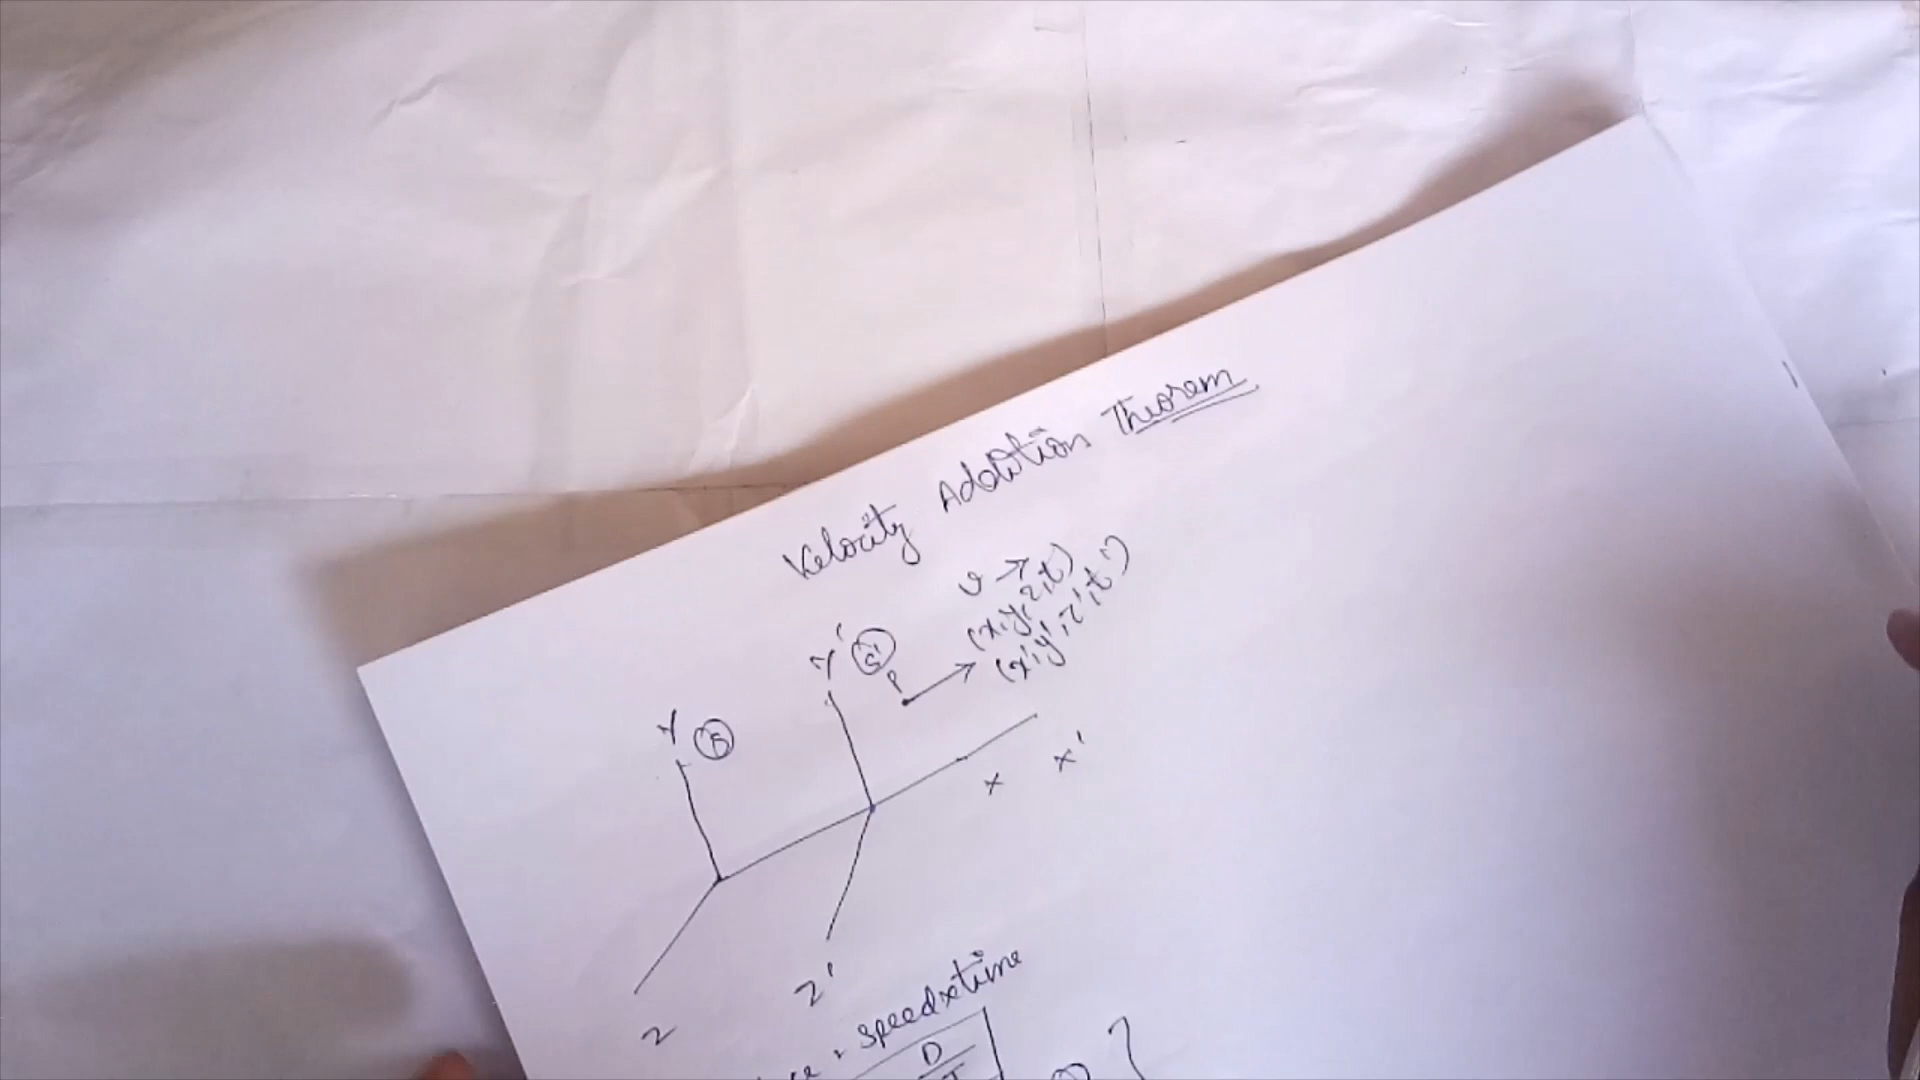 Velocity Addition Theorem
v →
(x,y,z,t)
(x',y',z',t')
Y' S'
P
Y S
X X'
Z'
Z
= speed x time
D